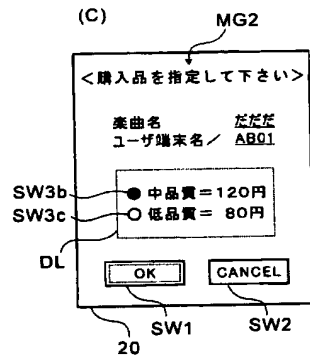 (C)
MG2
＜購入品を指定して下さい＞
楽曲名 だだだ
ユーザ端末名／ AB01
SW3b ●中品質＝120円
SW3c ○低品質＝ 80円
DL
OK CANCEL
SW1 SW2
20